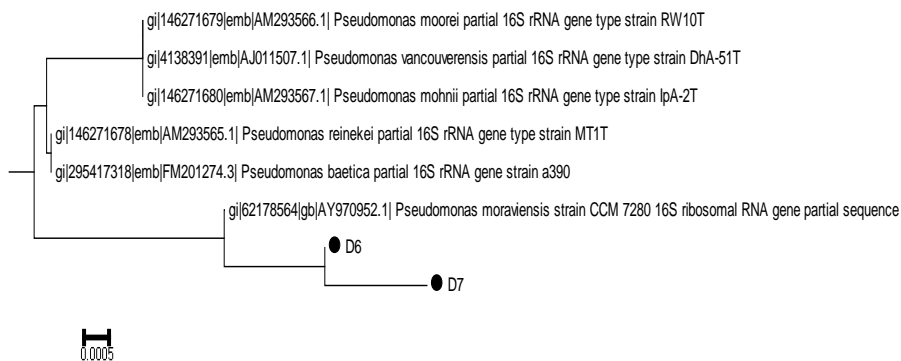 gi|146271679|emb|AM293566.1| Pseudomonas moorei partial 16S rRNA gene type strain RW10T
gi|4138391|emb|AJ011507.1| Pseudomonas vancouverensis partial 16S rRNA gene type strain DhA-51T
gi|146271680|emb|AM293567.1| Pseudomonas mohnii partial 16S rRNA gene type strain IpA-2T
gi|146271678|emb|AM293565.1| Pseudomonas reinekei partial 16S rRNA gene type strain MT1T
gi|295417318|emb|FM201274.3| Pseudomonas baetica partial 16S rRNA gene strain a390
gi|62178564|gb|AY970952.1| Pseudomonas moraviensis strain CCM 7280 16S ribosomal RNA gene partial sequence
D6
D7
0.0005